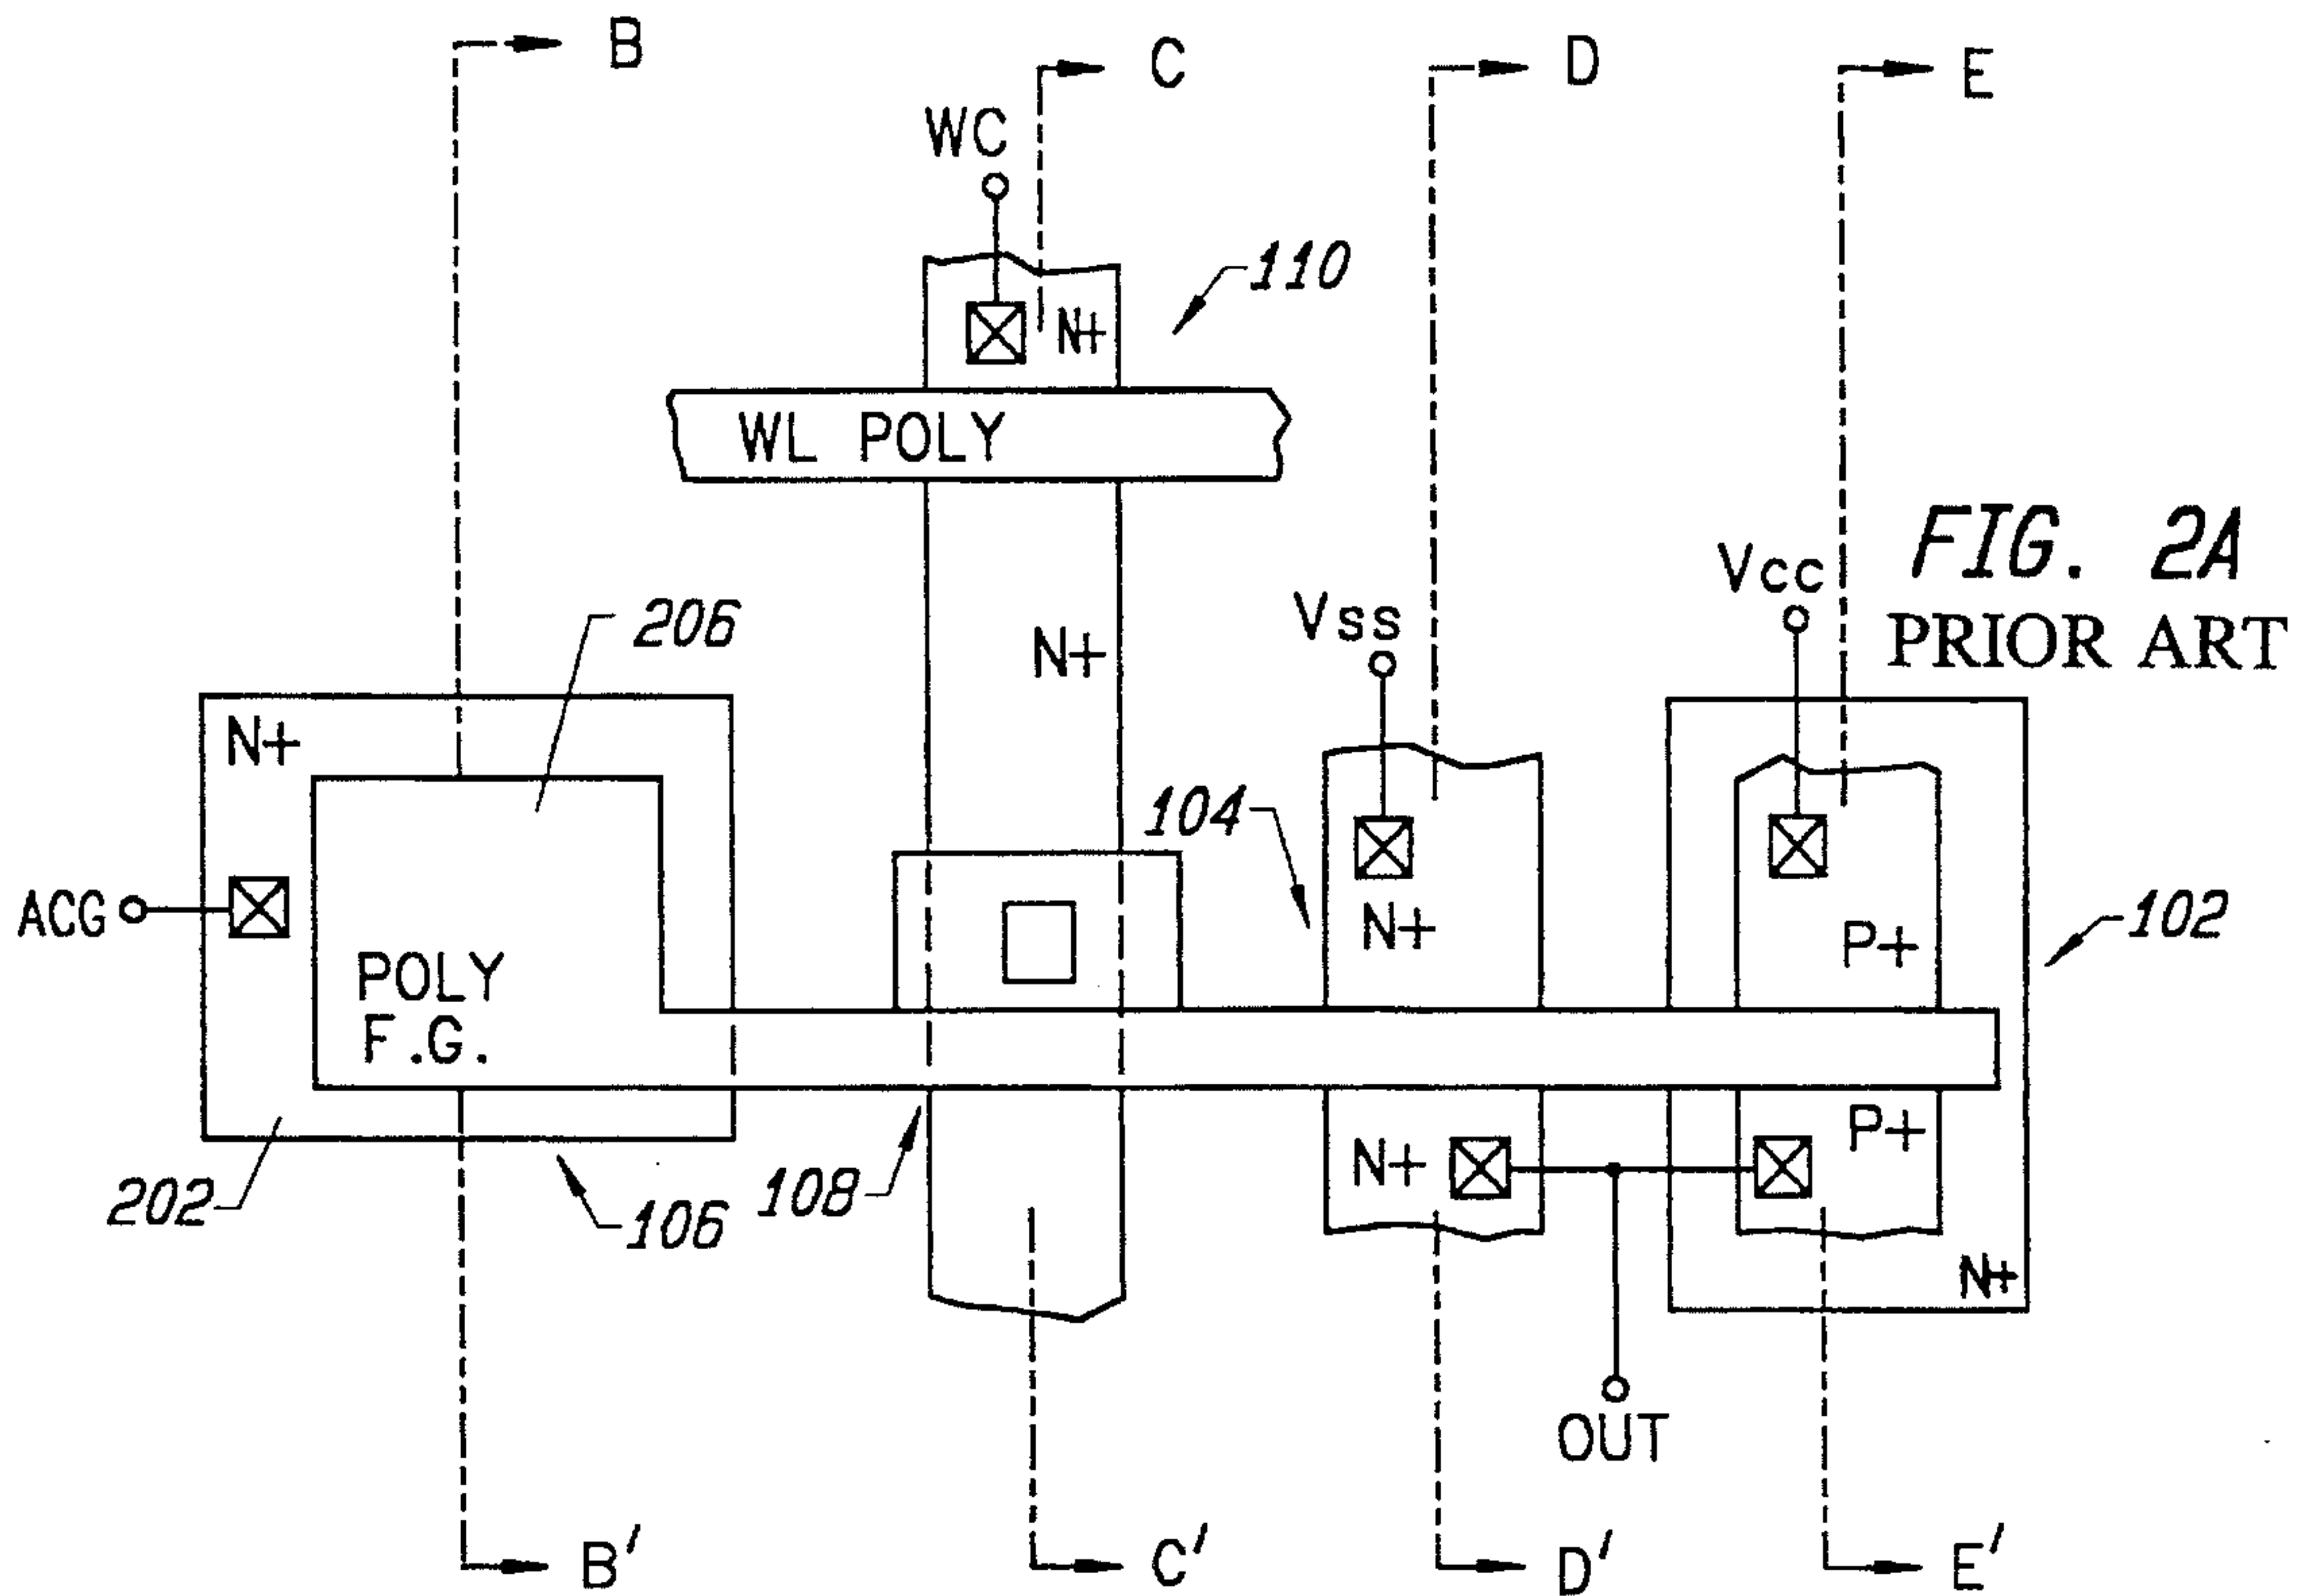 B
C
D
E
WC
110
N+
WL POLY
FIG. 2A
PRIOR ART
Vcc
Vss
206
N+
N+
104
ACG
N+
P+
102
POLY
F.G.
P+
N+
108
202
106
N+
OUT
B'
C'
D'
E'